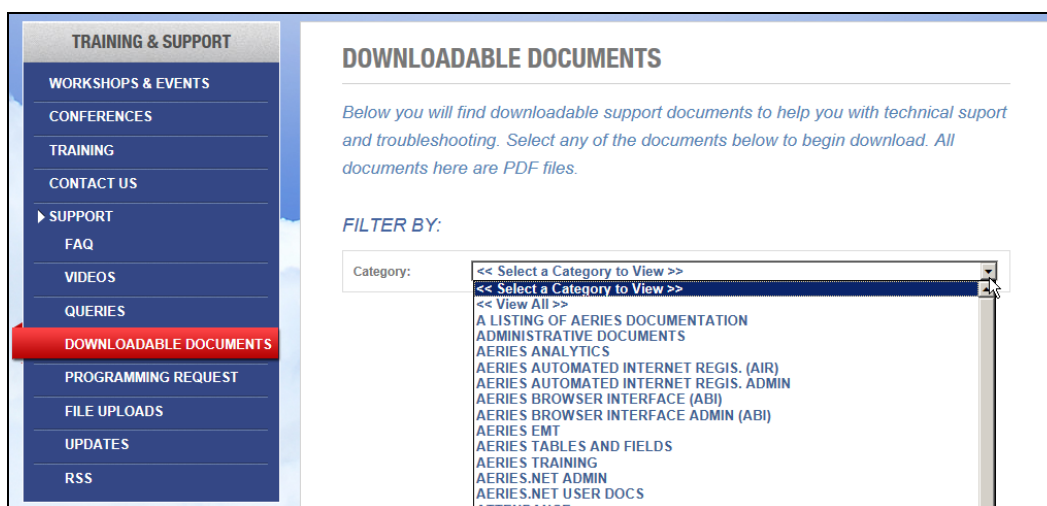 TRAINING & SUPPORT
WORKSHOPS & EVENTS
CONFERENCES
TRAINING
CONTACT US
SUPPORT
FAQ
VIDEOS
QUERIES
DOWNLOADABLE DOCUMENTS
PROGRAMMING REQUEST
FILE UPLOADS
UPDATES
RSS
DOWNLOADABLE DOCUMENTS
Below you will find downloadable support documents to help you with technical suport
and troubleshooting. Select any of the documents below to begin download. All
documents here are PDF files.
FILTER BY:
Category:
<< Select a Category to View >>
<< Select a Category to View >>
<< View All >>
A LISTING OF AERIES DOCUMENTATION
ADMINISTRATIVE DOCUMENTS
AERIES ANALYTICS
AERIES AUTOMATED INTERNET REGIS. (AIR)
AERIES AUTOMATED INTERNET REGIS. ADMIN
AERIES BROWSER INTERFACE (ABI)
AERIES BROWSER INTERFACE ADMIN (ABI)
AERIES EMT
AERIES TABLES AND FIELDS
AERIES TRAINING
AERIES.NET ADMIN
AERIES.NET USER DOCS